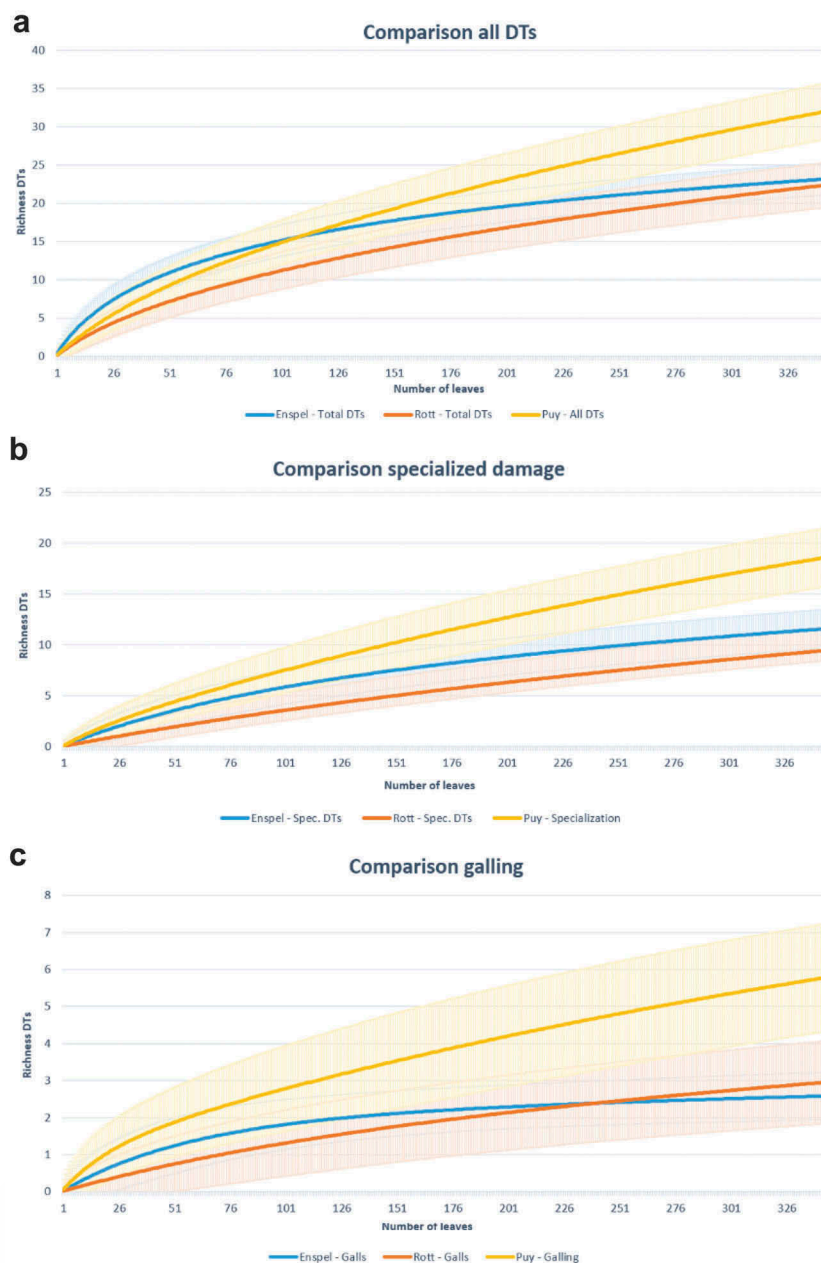 a
Comparison all DTs
40
35
30
25
20
15
10
5
0
Richness DTs
1 26 51 76 101 126 151 176 201 226 251 276 301 326
Number of leaves
Enspel - Total DTs Rott - Total DTs Puy - All DTs
b
Comparison specialized damage
25
20
15
10
5
0
Richness DTs
1 26 51 76 101 126 151 176 201 226 251 276 301 326
Number of leaves
Enspel - Spec. DTs Rott - Spec. DTs Puy - Specialization
c
Comparison galling
8
7
6
5
4
3
2
1
0
Richness DTs
1 26 51 76 101 126 151 176 201 226 251 276 301 326
Number of leaves
Enspel - Galls Rott - Galls Puy - Galling